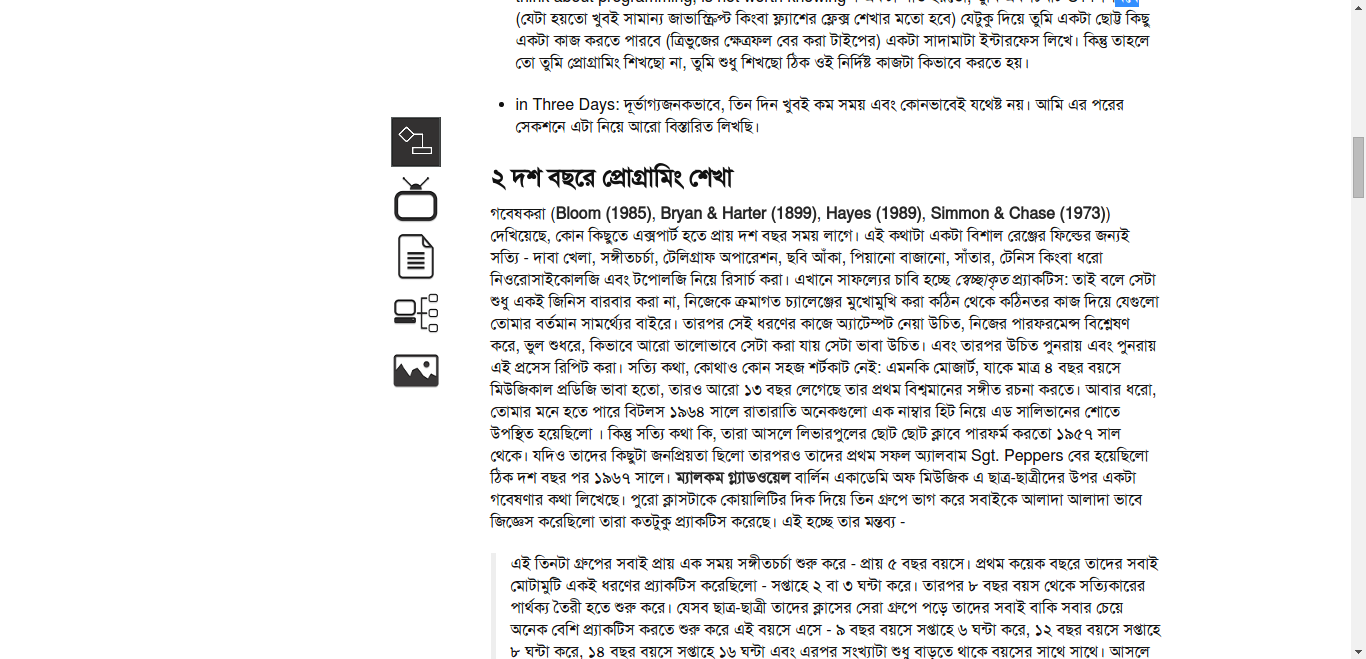 (যেটা হয়তো খুবই সামান্য জাভাস্ক্রিপ্ট কিংবা ফ্ল্যাশের ফ্লেক্স শেখার মতো হবে) যেটুকু দিয়ে তুমি একটা ছোট্ট কিছু
একটা কাজ করতে পারবে (ত্রিভুজের ক্ষেত্রফল বের করা টাইপের) একটা সাদামাটা ইন্টারফেস লিখে। কিন্তু তাহলে
তো তুমি প্রোগ্রামিং শিখছো না, তুমি শুধু শিখছো ঠিক ওই নির্দিষ্ট কাজটা কিভাবে করতে হয়।
• in Three Days: দূর্ভাগ্যজনকভাবে, তিন দিন খুবই কম সময় এবং কোনভাবেই যথেষ্ট নয়। আমি এর পরের
সেকশনে এটা নিয়ে আরো বিস্তারিত লিখছি।
২ দশ বছরে প্রোগ্রামিং শেখা
গবেষকরা (Bloom (1985), Bryan & Harter (1899), Hayes (1989), Simmon & Chase (1973))
দেখিয়েছে, কোন কিছুতে এক্সপার্ট হতে প্রায় দশ বছর সময় লাগে। এই কথাটা একটা বিশাল রেঞ্জের ফিল্ডের জন্যই
সত্যি - দাবা খেলা, সঙ্গীতচর্চা, টেলিগ্রাফ অপারেশন, ছবি আঁকা, পিয়ানো বাজানো, সাঁতার, টেনিস কিংবা ধরো
নিওরোসাইকোলজি এবং টপোলজি নিয়ে রিসার্চ করা। এখানে সাফল্যের চাবি হচ্ছে স্বেচ্ছাকৃত প্র্যাকটিস: তাই বলে সেটা
শুধু একই জিনিস বারবার করা না, নিজেকে ক্রমাগত চ্যালেঞ্জের মুখোমুখি করা কঠিন থেকে কঠিনতর কাজ দিয়ে যেগুলো
তোমার বর্তমান সামর্থ্যের বাইরে। তারপর সেই ধরণের কাজে অ্যাটেম্পট নেয়া উচিত, নিজের পারফরমেন্স বিশ্লেষণ
করে, ভুল শুধরে, কিভাবে আরো ভালোভাবে সেটা করা যায় সেটা ভাবা উচিত। এবং তারপর উচিত পুনরায় এবং পুনরায়
এই প্রসেস রিপিট করা। সত্যি কথা, কোথাও কোন সহজ শর্টকাট নেই: এমনকি মোজার্ট, যাকে মাত্র ৪ বছর বয়সে
মিউজিকাল প্রডিজি ভাবা হতো, তারও আরো ১৩ বছর লেগেছে তার প্রথম বিশ্বমানের সঙ্গীত রচনা করতে। আবার ধরো,
তোমার মনে হতে পারে বিটলস ১৯৬৪ সালে রাতারাতি অনেকগুলো এক নাম্বার হিট নিয়ে এড সালিভানের শোতে
উপস্থিত হয়েছিলো । কিন্তু সত্যি কথা কি, তারা আসলে লিভারপুলের ছোট ছোট ক্লাবে পারফর্ম করতো ১৯৫৭ সাল
থেকে। যদিও তাদের কিছুটা জনপ্রিয়তা ছিলো তারপরও তাদের প্রথম সফল অ্যালবাম Sgt. Peppers বের হয়েছিলো
ঠিক দশ বছর পর ১৯৬৭ সালে। ম্যালকম গ্ল্যাডওয়েল বার্লিন একাডেমি অফ মিউজিক এ ছাত্র-ছাত্রীদের উপর একটা
গবেষণার কথা লিখেছে। পুরো ক্লাসটাকে কোয়ালিটির দিক দিয়ে তিন গ্রুপে ভাগ করে সবাইকে আলাদা আলাদা ভাবে
জিজ্ঞেস করেছিলো তারা কতটুকু প্র্যাকটিস করেছে। এই হচ্ছে তার মন্তব্য -
এই তিনটা গ্রুপের সবাই প্রায় এক সময় সঙ্গীতচর্চা শুরু করে - প্রায় ৫ বছর বয়সে। প্রথম কয়েক বছরে তাদের সবাই
মোটামুটি একই ধরণের প্র্যাকটিস করেছিলো - সপ্তাহে ২ বা ৩ ঘন্টা করে। তারপর ৮ বছর বয়স থেকে সত্যিকারের
পার্থক্য তৈরী হতে শুরু করে। যেসব ছাত্র-ছাত্রী তাদের ক্লাসের সেরা গ্রুপে পড়ে তাদের সবাই বাকি সবার চেয়ে
অনেক বেশি প্র্যাকটিস করতে শুরু করে এই বয়সে এসে - ৯ বছর বয়সে সপ্তাহে ৬ ঘন্টা করে, ১২ বছর বয়সে সপ্তাহে
৮ ঘন্টা করে, ১৪ বছর বয়সে সপ্তাহে ১৬ ঘন্টা এবং এরপর সংখ্যাটা শুধু বাড়তে থাকে বয়সের সাথে সাথে। আসলে